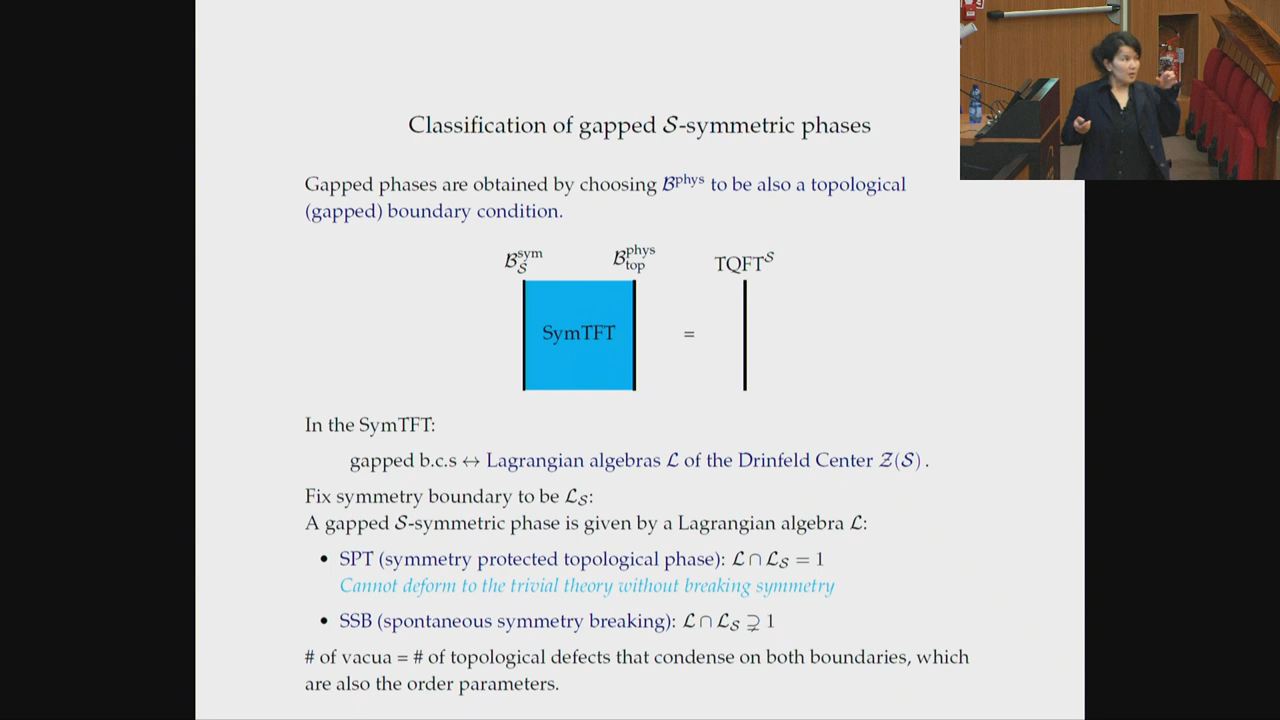 Classification of gapped 𝒮-symmetric phases
Gapped phases are obtained by choosing ℬ^phys to be also a topological
(gapped) boundary condition.
ℬ_𝒮^sym ℬ_top^phys TQFT^𝒮
SymTFT =
In the SymTFT:
gapped b.c.s ↔ Lagrangian algebras ℒ of the Drinfeld Center 𝒵(𝒮).
Fix symmetry boundary to be ℒ_𝒮:
A gapped 𝒮-symmetric phase is given by a Lagrangian algebra ℒ:
• SPT (symmetry protected topological phase): ℒ ∩ ℒ_𝒮 = 1
Cannot deform to the trivial theory without breaking symmetry
• SSB (spontaneous symmetry breaking): ℒ ∩ ℒ_𝒮 ⊋ 1
# of vacua = # of topological defects that condense on both boundaries, which
are also the order parameters.